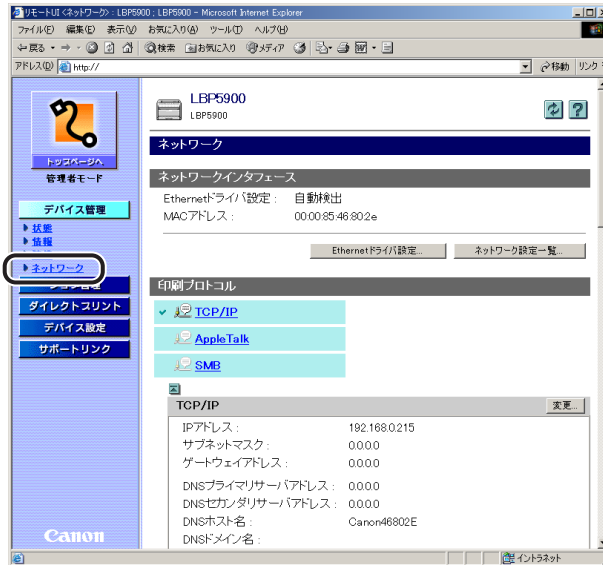 リモートUI <ネットワーク> : LBP5900 ; LBP5900 - Microsoft Internet Explorer
ファイル(F) 編集(E) 表示(V) お気に入り(A) ツール(T) ヘルプ(H)
戻る 検索 お気に入り メディア
アドレス(D) http:// 移動 リンク
トップページへ
管理者モード
デバイス管理
状態
情報
ネットワーク
ダイレクトプリント
デバイス設定
サポートリンク
Canon
LBP5900
LBP5900
ネットワーク
ネットワークインタフェース
Ethernetドライバ設定 : 自動検出
MACアドレス : 00:00:85:46:80:2e
Ethernetドライバ設定... ネットワーク設定一覧...
印刷プロトコル
TCP/IP
AppleTalk
SMB
TCP/IP 変更...
IPアドレス : 192.168.0.215
サブネットマスク : 0.0.0.0
ゲートウェイアドレス : 0.0.0.0
DNSプライマリサーバアドレス : 0.0.0.0
DNSセカンダリサーバアドレス : 0.0.0.0
DNSホスト名 : Canon46802E
DNSドメイン名 :
イントラネット